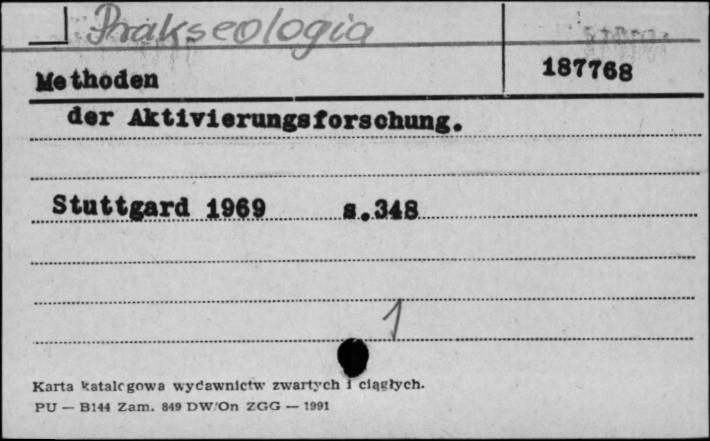 Prakseologia
Methoden 187768
der Aktivierungsforschung.
Stuttgard 1969 s.348
1
Karta katalogowa wydawnictw zwartych i ciągłych.
PU — B144 Zam. 849 DW/On ZGG — 1991